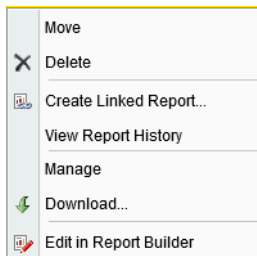 Move
Delete
Create Linked Report...
View Report History
Manage
Download...
Edit in Report Builder